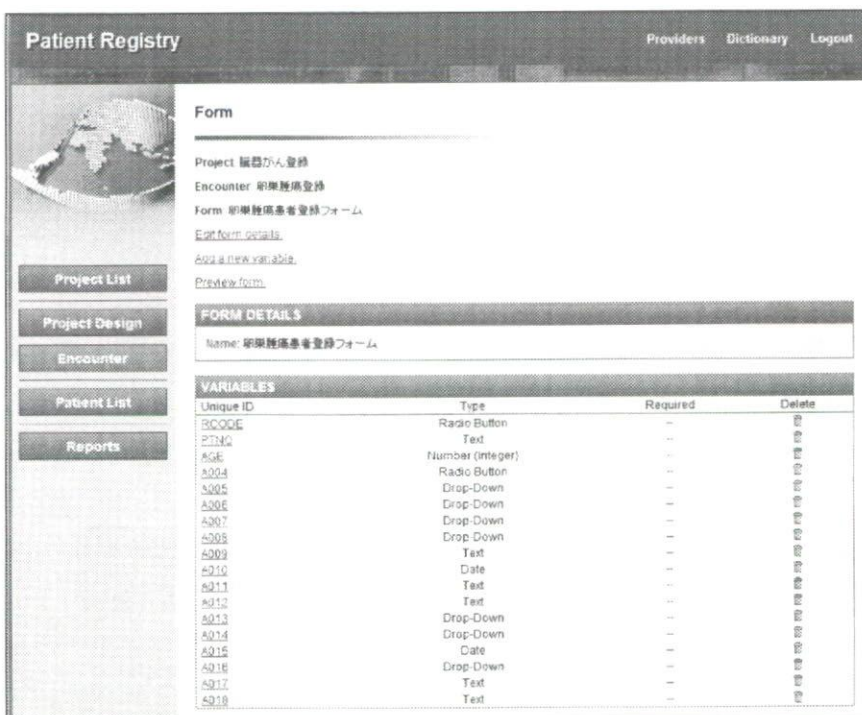 Patient Registry
Providers Dictionary Logout
Form
Project 臓器がん登録
Encounter 卵巣腫瘍登録
Form 卵巣腫瘍患者登録フォーム
Edit form details.
Add a new variable.
Preview form.
Project List
Project Design
Encounter
Patient List
Reports
FORM DETAILS
Name: 卵巣腫瘍患者登録フォーム
VARIABLES
Unique ID Type Required Delete
RCODE Radio Button --
PTNO Text --
AGE Number (Integer) --
A004 Radio Button --
A005 Drop-Down --
A006 Drop-Down --
A007 Drop-Down --
A008 Drop-Down --
A009 Text --
A010 Date --
A011 Text --
A012 Text --
A013 Drop-Down --
A014 Drop-Down --
A015 Date --
A016 Drop-Down --
A017 Text --
A018 Text --